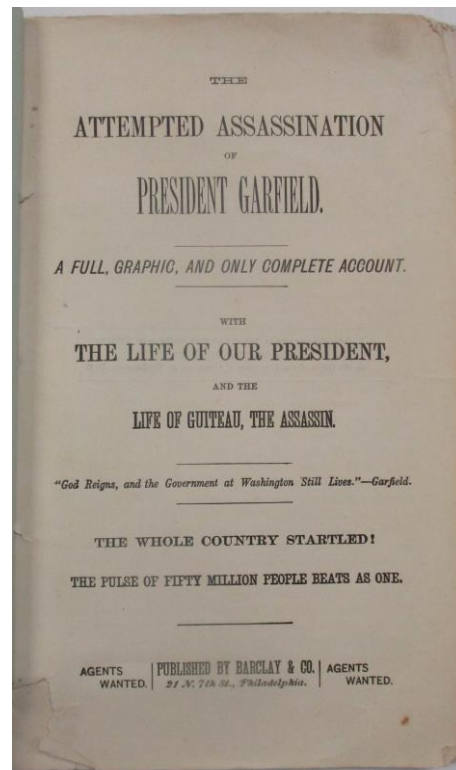 THE
ATTEMPTED ASSASSINATION
OF
PRESIDENT GARFIELD.
A FULL, GRAPHIC, AND ONLY COMPLETE ACCOUNT.
WITH
THE LIFE OF OUR PRESIDENT,
AND THE
LIFE OF GUITEAU, THE ASSASSIN.
"God Reigns, and the Government at Washington Still Lives."—Garfield.
THE WHOLE COUNTRY STARTLED!
THE PULSE OF FIFTY MILLION PEOPLE BEATS AS ONE.
AGENTS
WANTED.
PUBLISHED BY BARCLAY & CO.
21 N. 7th St., Philadelphia.
AGENTS
WANTED.